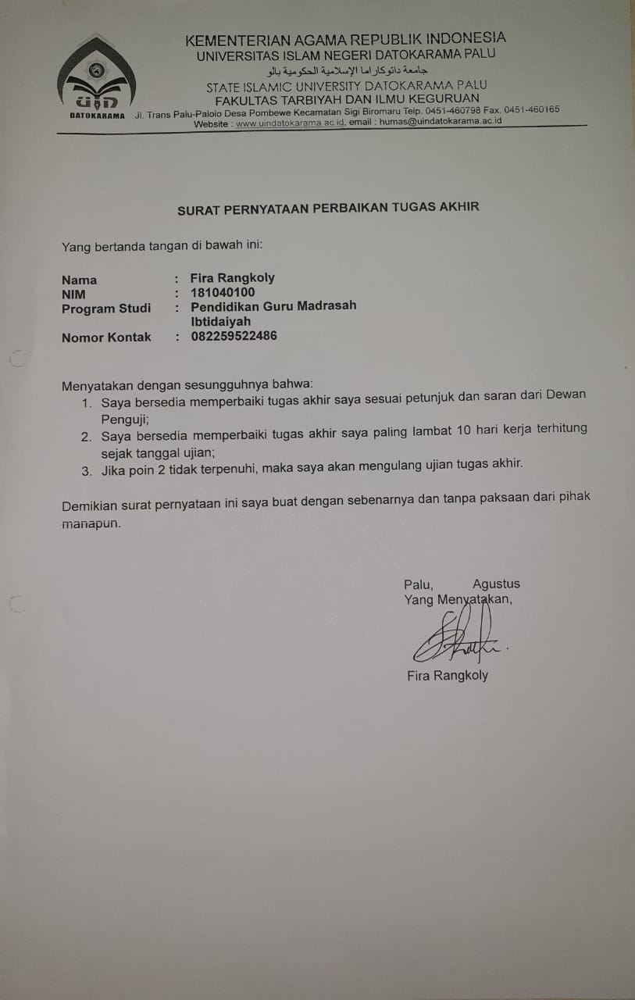 KEMENTERIAN AGAMA REPUBLIK INDONESIA
UNIVERSITAS ISLAM NEGERI DATOKARAMA PALU
جامعة داتوكاراما الإسلامية الحكومية بالو
STATE ISLAMIC UNIVERSITY DATOKARAMA PALU
FAKULTAS TARBIYAH DAN ILMU KEGURUAN
UIN
DATOKARAMA
Jl. Trans Palu-Palolo Desa Pombewe Kecamatan Sigi Biromaru Telp. 0451-460798 Fax. 0451-460165
Website : www.uindatokarama.ac.id, email : humas@uindatokarama.ac.id
SURAT PERNYATAAN PERBAIKAN TUGAS AKHIR
Yang bertanda tangan di bawah ini:
Nama : Fira Rangkoly
NIM : 181040100
Program Studi : Pendidikan Guru Madrasah
Ibtidaiyah
Nomor Kontak : 082259522486
Menyatakan dengan sesungguhnya bahwa:
1. Saya bersedia memperbaiki tugas akhir saya sesuai petunjuk dan saran dari Dewan
Penguji;
2. Saya bersedia memperbaiki tugas akhir saya paling lambat 10 hari kerja terhitung
sejak tanggal ujian;
3. Jika poin 2 tidak terpenuhi, maka saya akan mengulang ujian tugas akhir.
Demikian surat pernyataan ini saya buat dengan sebenarnya dan tanpa paksaan dari pihak
manapun.
Palu, Agustus
Yang Menyatakan,
Fira Rangkoly